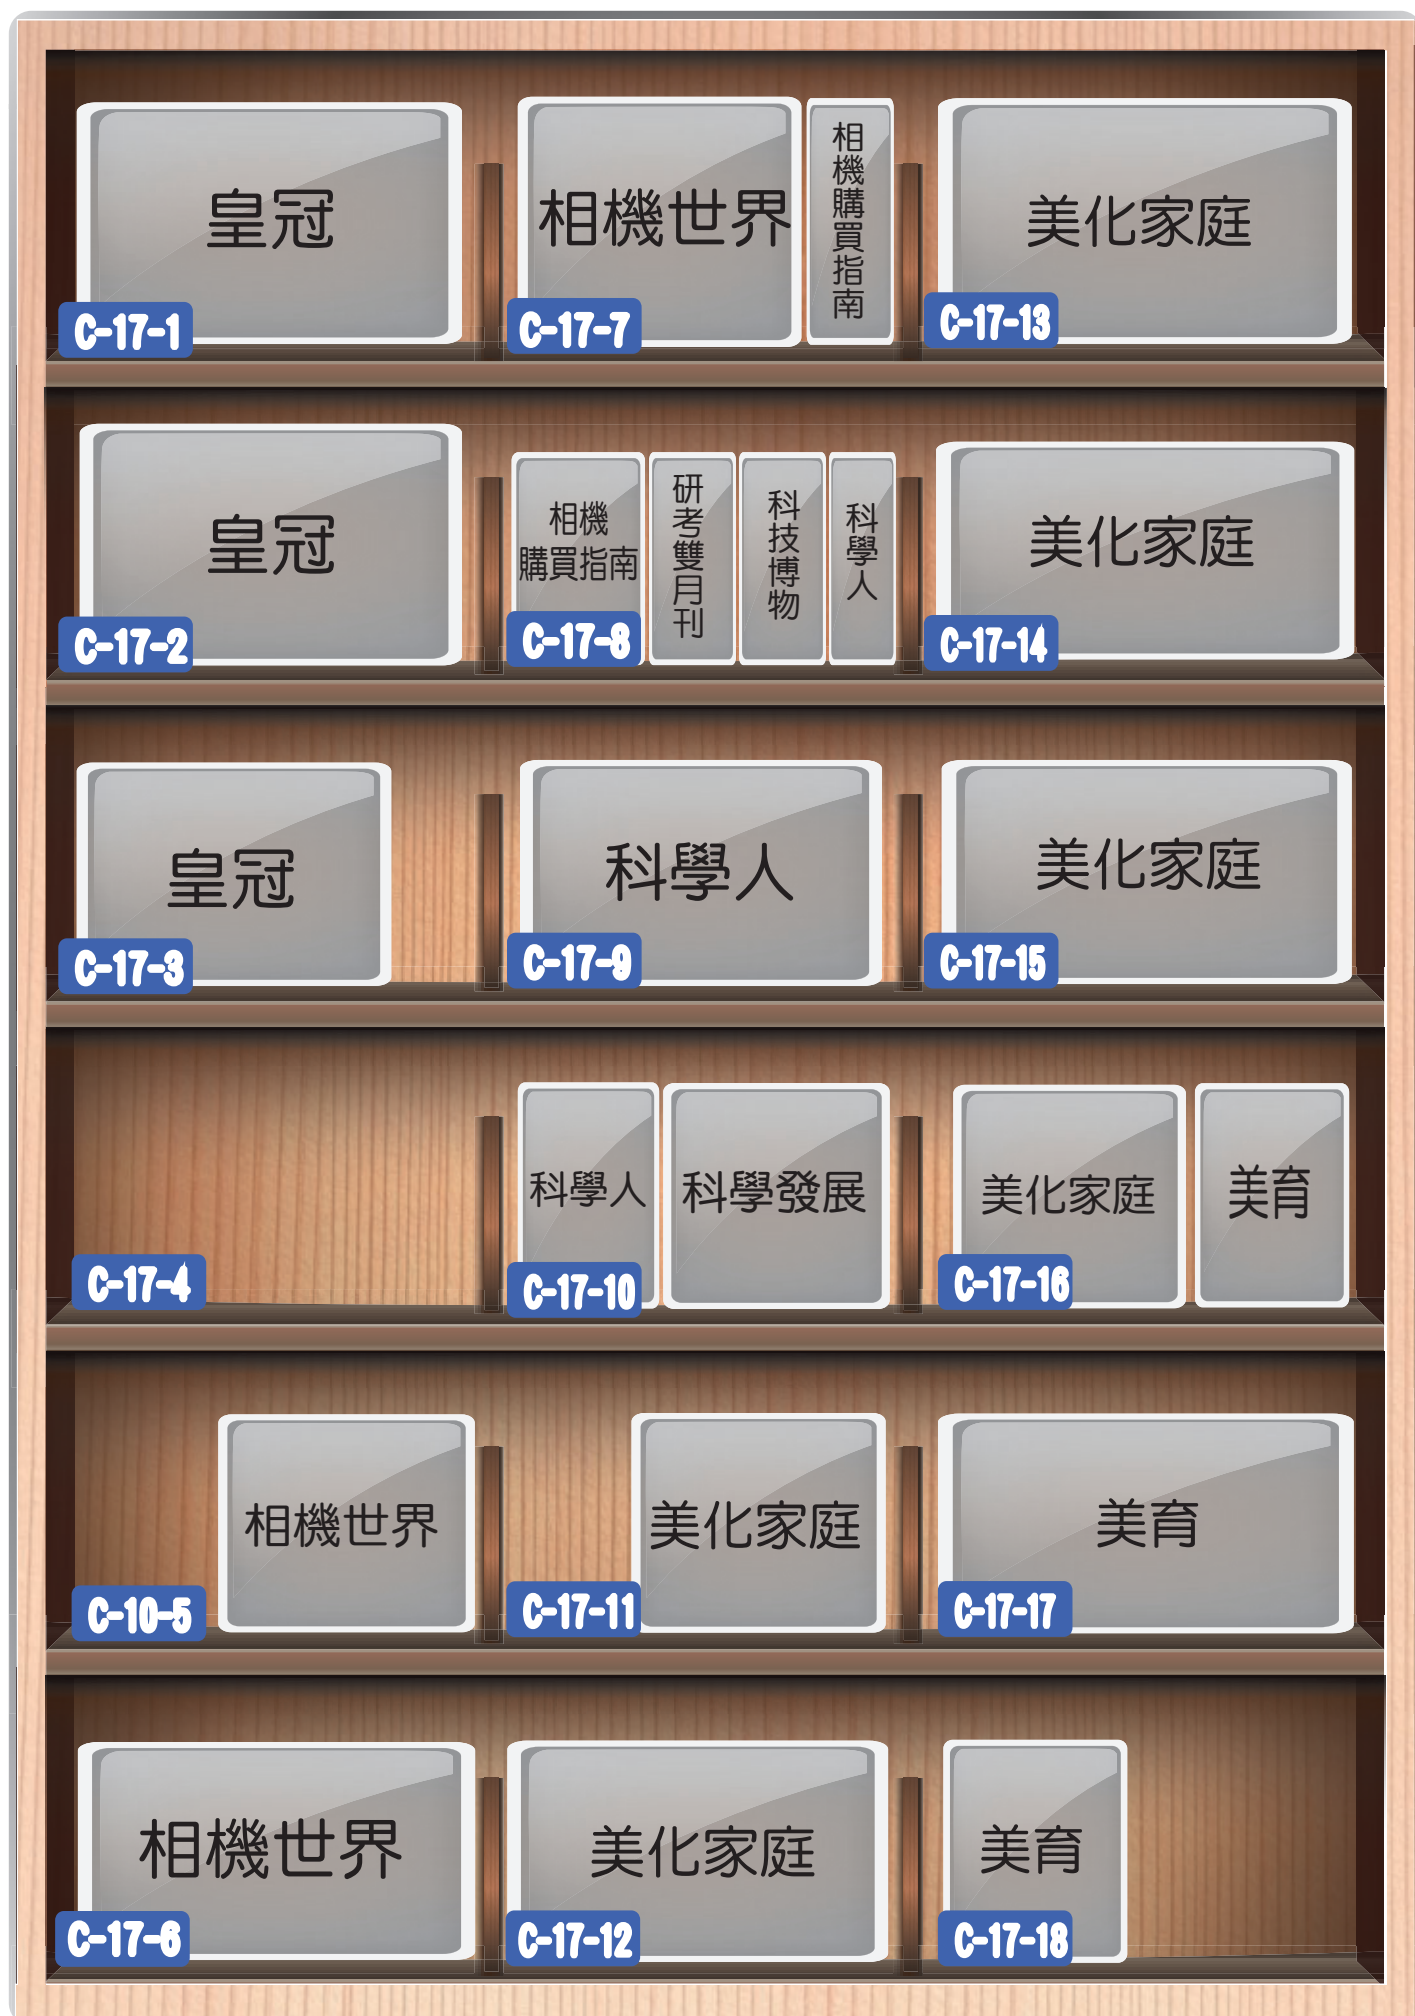 皇冠
C-17-1
相機世界
C-17-7
相機購買指南
美化家庭
C-17-13
皇冠
C-17-2
相機
購買指南
C-17-8
研考雙月刊
科技博物
科學人
美化家庭
C-17-14
皇冠
C-17-3
科學人
C-17-9
美化家庭
C-17-15
C-17-4
科學人
C-17-10
科學發展
美化家庭
C-17-16
美育
相機世界
C-10-5
美化家庭
C-17-11
美育
C-17-17
相機世界
C-17-6
美化家庭
C-17-12
美育
C-17-18